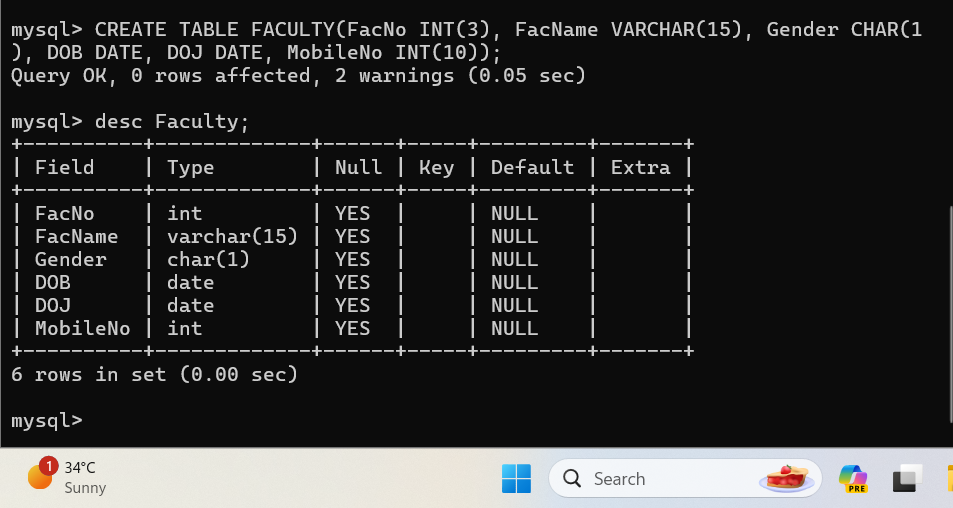 mysql> CREATE TABLE FACULTY(FacNo INT(3), FacName VARCHAR(15), Gender CHAR(1
), DOB DATE, DOJ DATE, MobileNo INT(10));
Query OK, 0 rows affected, 2 warnings (0.05 sec)

mysql> desc Faculty;
+----------+-------------+------+-----+---------+-------+
| Field    | Type        | Null | Key | Default | Extra |
+----------+-------------+------+-----+---------+-------+
| FacNo    | int         | YES  |     | NULL    |       |
| FacName  | varchar(15) | YES  |     | NULL    |       |
| Gender   | char(1)     | YES  |     | NULL    |       |
| DOB      | date        | YES  |     | NULL    |       |
| DOJ      | date        | YES  |     | NULL    |       |
| MobileNo | int         | YES  |     | NULL    |       |
+----------+-------------+------+-----+---------+-------+
6 rows in set (0.00 sec)

mysql>
1
34°C
Sunny
Search
PRE